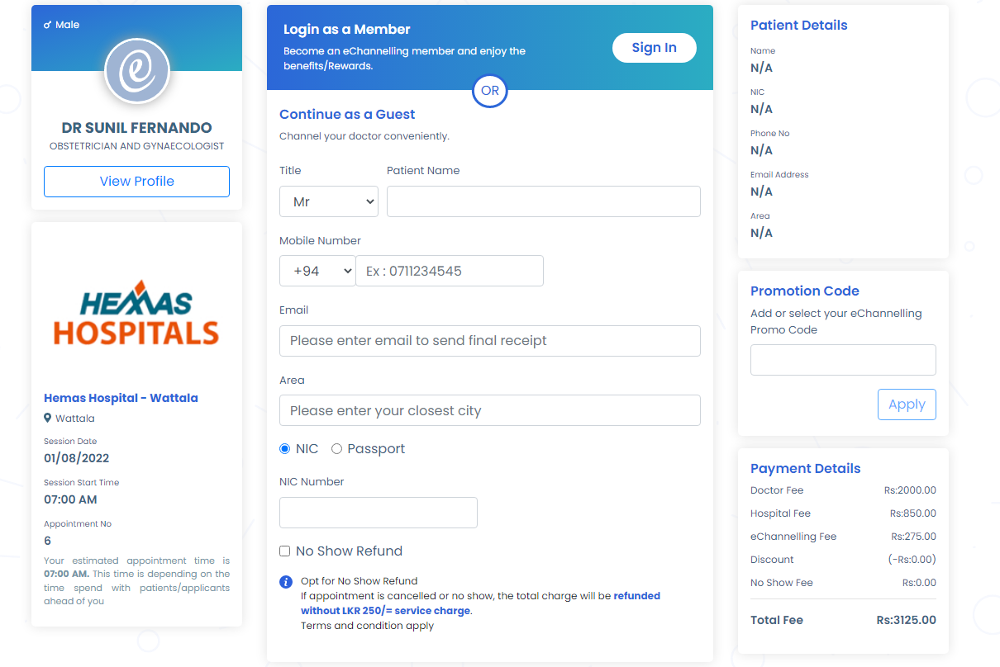 Male
DR SUNIL FERNANDO
OBSTETRICIAN AND GYNAECOLOGIST
View Profile
HEMAS
HOSPITALS
Hemas Hospital - Wattala
Wattala
Session Date
01/08/2022
Session Start Time
07:00 AM
Appointment No
6
Your estimated appointment time is
07:00 AM. This time is depending on the
time spend with patients/applicants
ahead of you
Login as a Member
Become an eChannelling member and enjoy the
benefits/Rewards.
Sign In
OR
Continue as a Guest
Channel your doctor conveniently.
Title Patient Name
Mr
Mobile Number
+94 Ex : 0711234545
Email
Please enter email to send final receipt
Area
Please enter your closest city
NIC Passport
NIC Number
No Show Refund
Opt for No Show Refund
If appointment is cancelled or no show, the total charge will be refunded
without LKR 250/= service charge.
Terms and condition apply
Patient Details
Name
N/A
NIC
N/A
Phone No
N/A
Email Address
N/A
Area
N/A
Promotion Code
Add or select your eChannelling
Promo Code
Apply
Payment Details
Doctor Fee Rs:2000.00
Hospital Fee Rs:850.00
eChannelling Fee Rs:275.00
Discount (-Rs:0.00)
No Show Fee Rs:0.00
Total Fee Rs:3125.00